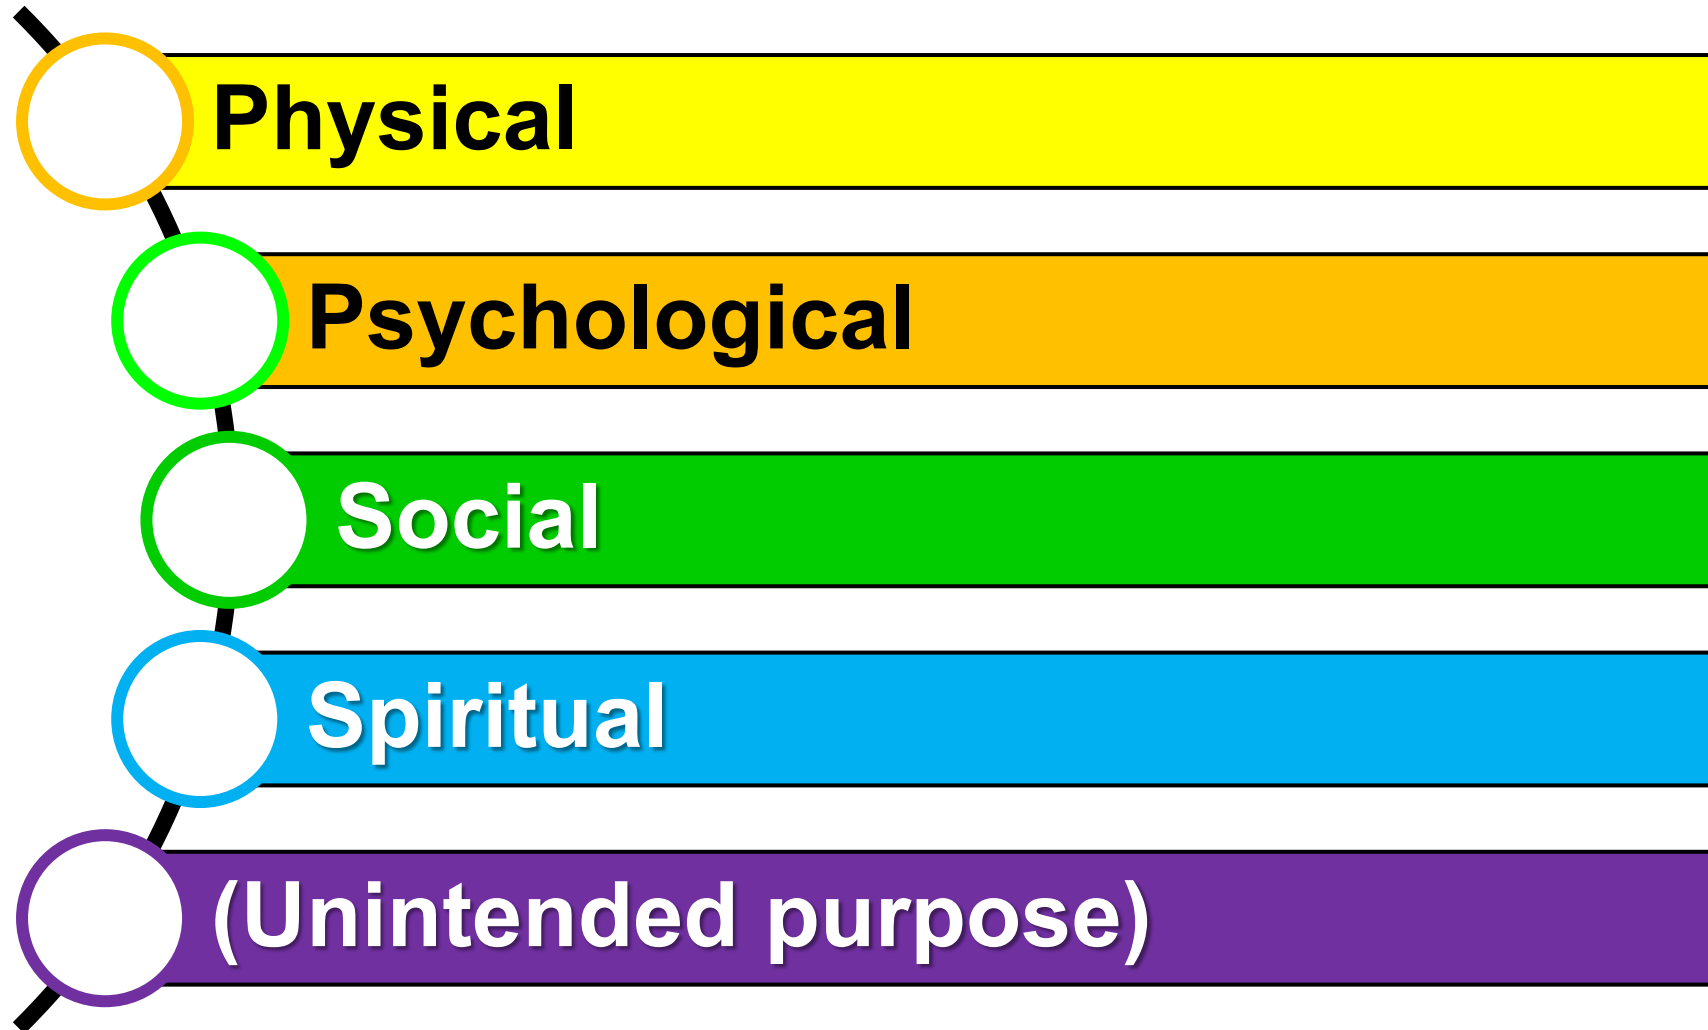 Physical
Psychological
Social
Spiritual
(Unintended purpose)